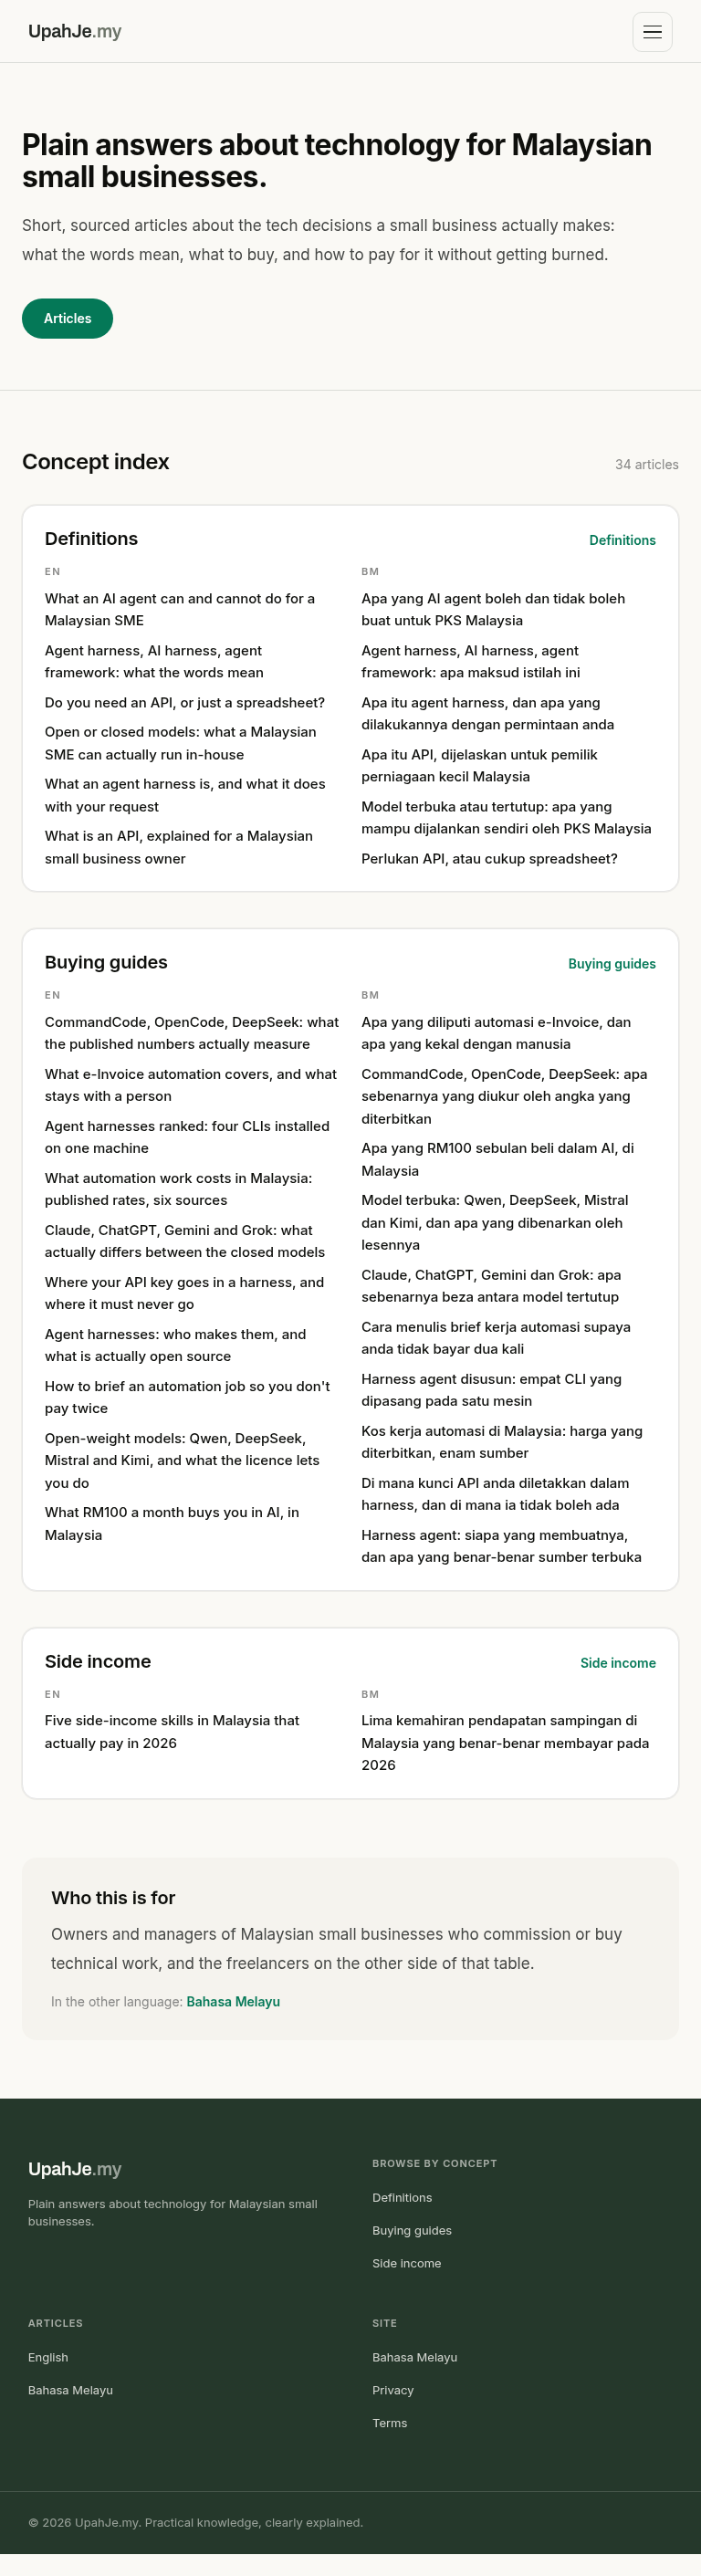 UpahJe.my
Plain answers about technology for Malaysian
small businesses.
Short, sourced articles about the tech decisions a small business actually makes:
what the words mean, what to buy, and how to pay for it without getting burned.
Articles
Concept index
34 articles
Definitions
Definitions
EN
What an AI agent can and cannot do for a
Malaysian SME
Agent harness, AI harness, agent
framework: what the words mean
Do you need an API, or just a spreadsheet?
Open or closed models: what a Malaysian
SME can actually run in-house
What an agent harness is, and what it does
with your request
What is an API, explained for a Malaysian
small business owner
BM
Apa yang AI agent boleh dan tidak boleh
buat untuk PKS Malaysia
Agent harness, AI harness, agent
framework: apa maksud istilah ini
Apa itu agent harness, dan apa yang
dilakukannya dengan permintaan anda
Apa itu API, dijelaskan untuk pemilik
perniagaan kecil Malaysia
Model terbuka atau tertutup: apa yang
mampu dijalankan sendiri oleh PKS Malaysia
Perlukan API, atau cukup spreadsheet?
Buying guides
Buying guides
EN
CommandCode, OpenCode, DeepSeek: what
the published numbers actually measure
What e-Invoice automation covers, and what
stays with a person
Agent harnesses ranked: four CLIs installed
on one machine
What automation work costs in Malaysia:
published rates, six sources
Claude, ChatGPT, Gemini and Grok: what
actually differs between the closed models
Where your API key goes in a harness, and
where it must never go
Agent harnesses: who makes them, and
what is actually open source
How to brief an automation job so you don't
pay twice
Open-weight models: Qwen, DeepSeek,
Mistral and Kimi, and what the licence lets
you do
What RM100 a month buys you in AI, in
Malaysia
BM
Apa yang diliputi automasi e-Invoice, dan
apa yang kekal dengan manusia
CommandCode, OpenCode, DeepSeek: apa
sebenarnya yang diukur oleh angka yang
diterbitkan
Apa yang RM100 sebulan beli dalam AI, di
Malaysia
Model terbuka: Qwen, DeepSeek, Mistral
dan Kimi, dan apa yang dibenarkan oleh
lesennya
Claude, ChatGPT, Gemini dan Grok: apa
sebenarnya beza antara model tertutup
Cara menulis brief kerja automasi supaya
anda tidak bayar dua kali
Harness agent disusun: empat CLI yang
dipasang pada satu mesin
Kos kerja automasi di Malaysia: harga yang
diterbitkan, enam sumber
Di mana kunci API anda diletakkan dalam
harness, dan di mana ia tidak boleh ada
Harness agent: siapa yang membuatnya,
dan apa yang benar-benar sumber terbuka
Side income
Side income
EN
Five side-income skills in Malaysia that
actually pay in 2026
BM
Lima kemahiran pendapatan sampingan di
Malaysia yang benar-benar membayar pada
2026
Who this is for
Owners and managers of Malaysian small businesses who commission or buy
technical work, and the freelancers on the other side of that table.
In the other language: Bahasa Melayu
UpahJe.my
Plain answers about technology for Malaysian small
businesses.
BROWSE BY CONCEPT
Definitions
Buying guides
Side income
ARTICLES
English
Bahasa Melayu
SITE
Bahasa Melayu
Privacy
Terms
© 2026 UpahJe.my. Practical knowledge, clearly explained.